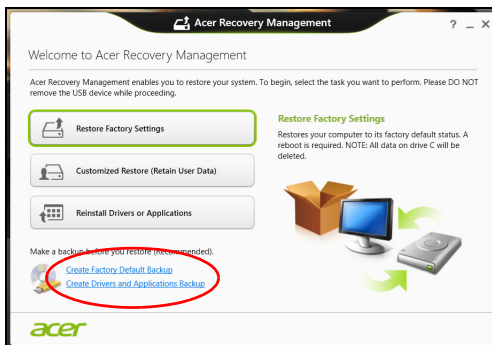 Acer Recovery Management
? _ X
Welcome to Acer Recovery Management
Acer Recovery Management enables you to restore your system. To begin, select the task you want to perform. Please DO NOT
remove the USB device while proceeding.
Restore Factory Settings
Customized Restore (Retain User Data)
Reinstall Drivers or Applications
Restore Factory Settings
Restores your computer to its factory default status. A
reboot is required. NOTE: All data on drive C will be
deleted.
Make a backup before you restore (Recommended).
Create Factory Default Backup
Create Drivers and Applications Backup
acer